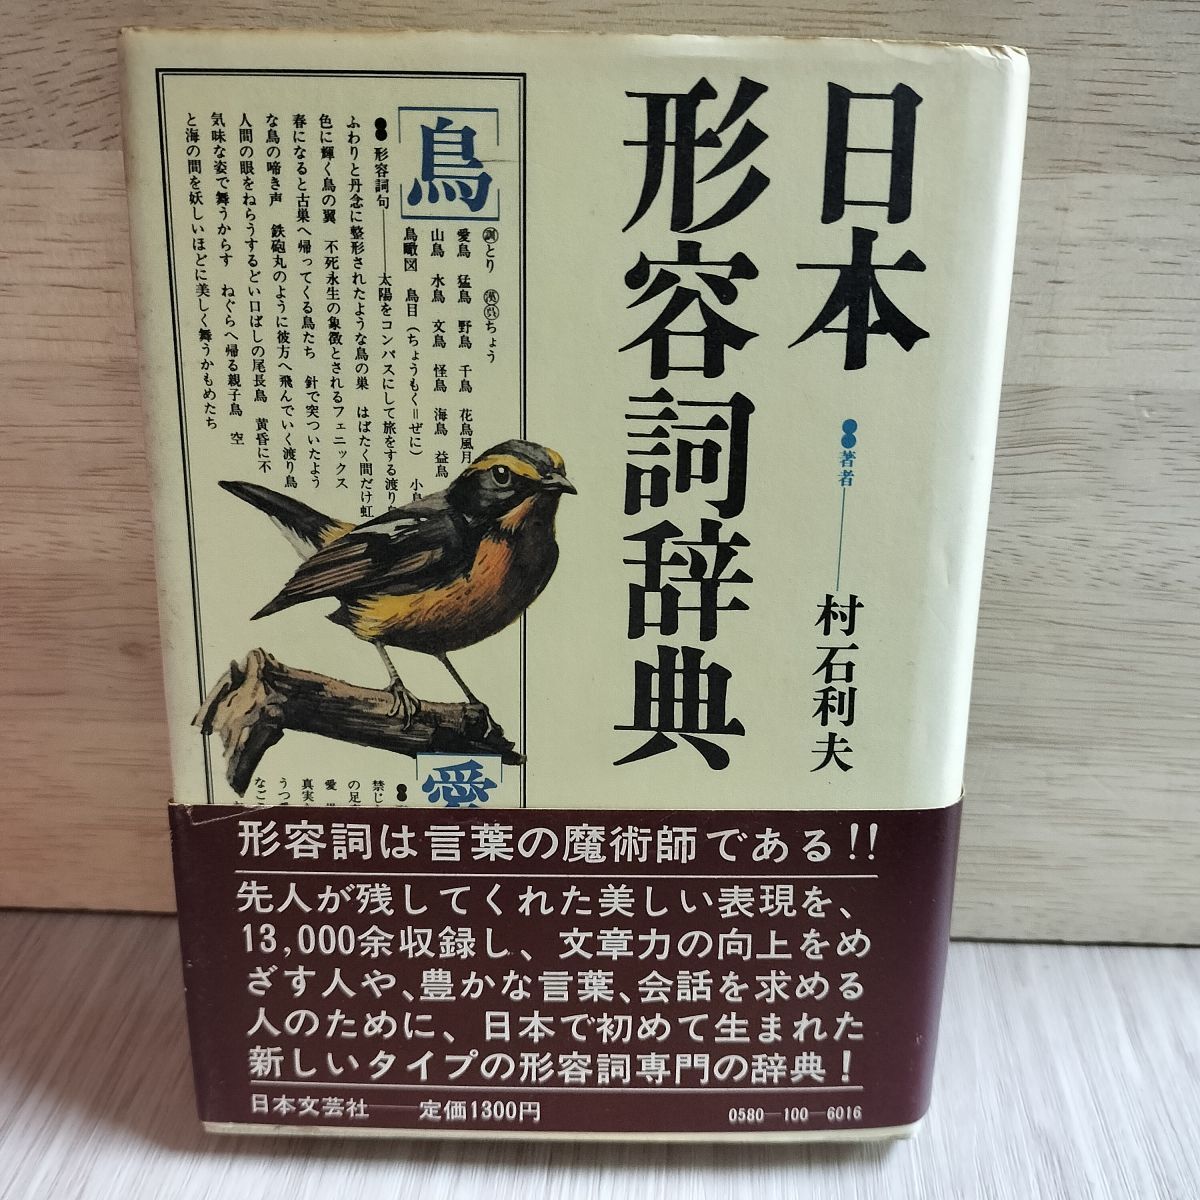 日本
形容詞辞典
●●著者――村石利夫
[鳥]
訓とり 漢呉ちょう
愛鳥 猛鳥 野鳥 千鳥 花鳥風月
山鳥 水鳥 文鳥 怪鳥 海鳥 益鳥
鳥瞰図 鳥目(ちょうもく=ぜに) 小鳥
●●形容詞句――太陽をコンパスにして旅をする渡り鳥
ふわりと丹念に整形されたような鳥の巣 はばたく間だけ虹
色に輝く鳥の翼 不死永生の象徴とされるフェニックス
春になると古巣へ帰ってくる鳥たち 針で突ついたよう
な鳥の啼き声 鉄砲丸のように彼方へ飛んでいく渡り鳥
人間の眼をねらうするどい口ばしの尾長鳥 黄昏に不
気味な姿で舞うからす ねぐらへ帰る親子鳥 空
と海の間を妖しいほどに美しく舞うかもめたち
[愛]
禁じ
の足
愛
真実
うつ
なご
形容詞は言葉の魔術師である!!
先人が残してくれた美しい表現を、
13,000余収録し、文章力の向上をめ
ざす人や、豊かな言葉、会話を求める
人のために、日本で初めて生まれた
新しいタイプの形容詞専門の辞典!
日本文芸社――定価1300円
0580―100―6016